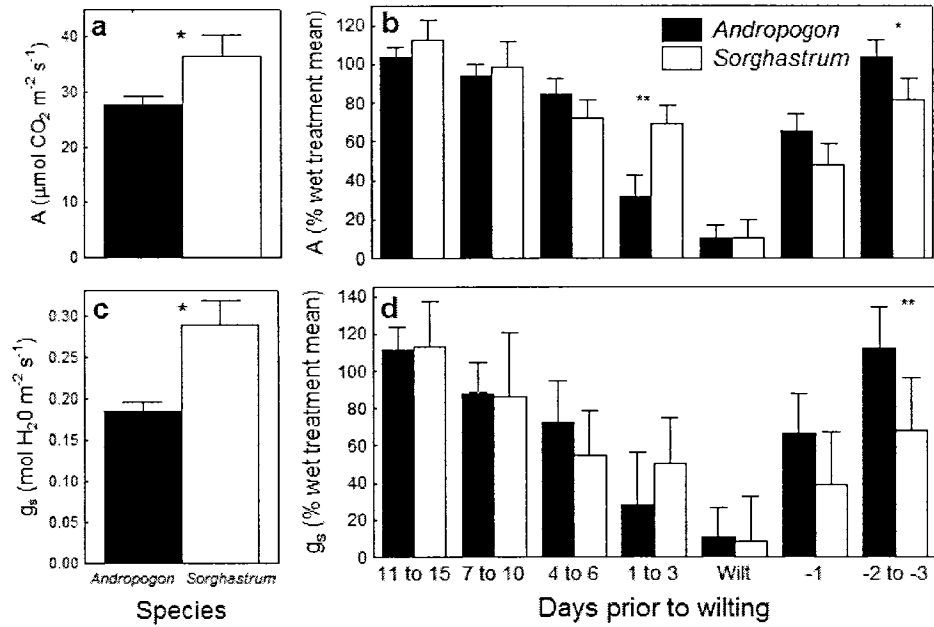 a
*
A (µmol CO₂ m⁻² s⁻¹)
40
30
20
10
0
b
Andropogon
Sorghastrum
*
**
A (% wet treatment mean)
120
100
80
60
40
20
0
c
*
gₛ (mol H₂0 m⁻² s⁻¹)
0.30
0.25
0.20
0.15
0.10
0.05
0.00
Andropogon Sorghastrum
Species
d
**
gₛ (% wet treatment mean)
140
120
100
80
60
40
20
0
11 to 15 7 to 10 4 to 6 1 to 3 Wilt -1 -2 to -3
Days prior to wilting